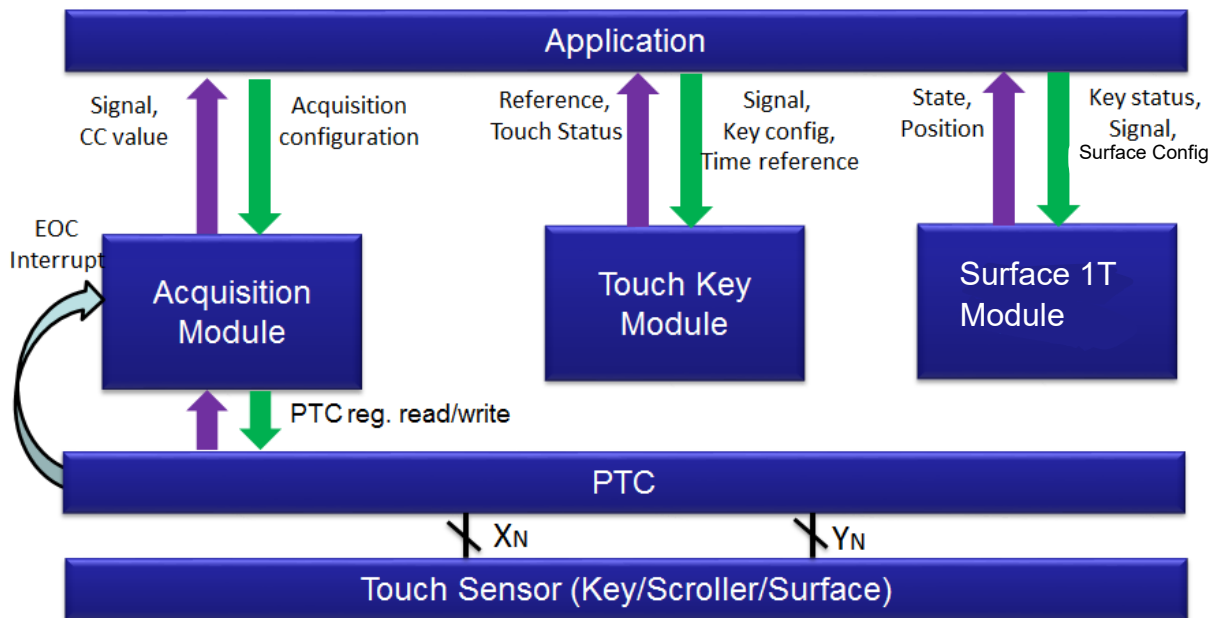 Application
Signal,
CC value
Acquisition
configuration
Reference,
Touch Status
Signal,
Key config,
Time reference
State,
Position
Key status,
Signal,
Surface Config
EOC
Interrupt
Acquisition
Module
Touch Key
Module
Surface 1T
Module
PTC reg. read/write
PTC
XN
YN
Touch Sensor (Key/Scroller/Surface)